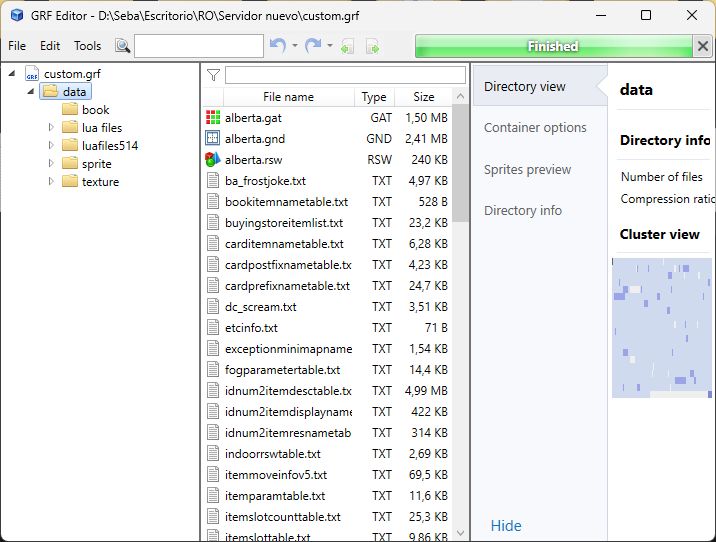 GRF Editor - D:\Seba\Escritorio\RO\Servidor nuevo\custom.grf
File Edit Tools
Finished
custom.grf
GRF
data
book
lua files
luafiles514
sprite
texture
File name Type Size
alberta.gat GAT 1,50 MB
alberta.gnd GND 2,41 MB
alberta.rsw RSW 240 KB
ba_frostjoke.txt TXT 4,97 KB
bookitemnametable.txt TXT 528 B
buyingstoreitemlist.txt TXT 23,2 KB
carditemnametable.txt TXT 6,28 KB
cardpostfixnametable.tx TXT 4,23 KB
cardprefixnametable.txt TXT 24,7 KB
dc_scream.txt TXT 3,51 KB
etcinfo.txt TXT 71 B
exceptionminimapname TXT 1,54 KB
fogparametertable.txt TXT 14,4 KB
idnum2itemdesctable.txt TXT 4,99 MB
idnum2itemdisplayname TXT 422 KB
idnum2itemresnametab TXT 314 KB
indoorrswtable.txt TXT 2,69 KB
itemmoveinfov5.txt TXT 69,5 KB
itemparamtable.txt TXT 11,6 KB
itemslotcounttable.txt TXT 25,3 KB
itemslottable.txt TXT 9,86 KB
Directory view
Container options
Sprites preview
Directory info
Hide
data
Directory info
Number of files
Compression ratio
Cluster view